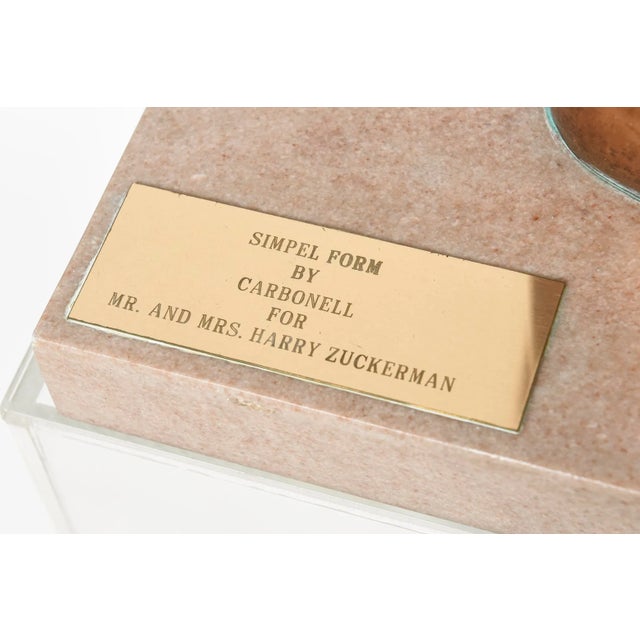 SIMPEL FORM
BY
CARBONELL
FOR
MR. AND MRS. HARRY ZUCKERMAN